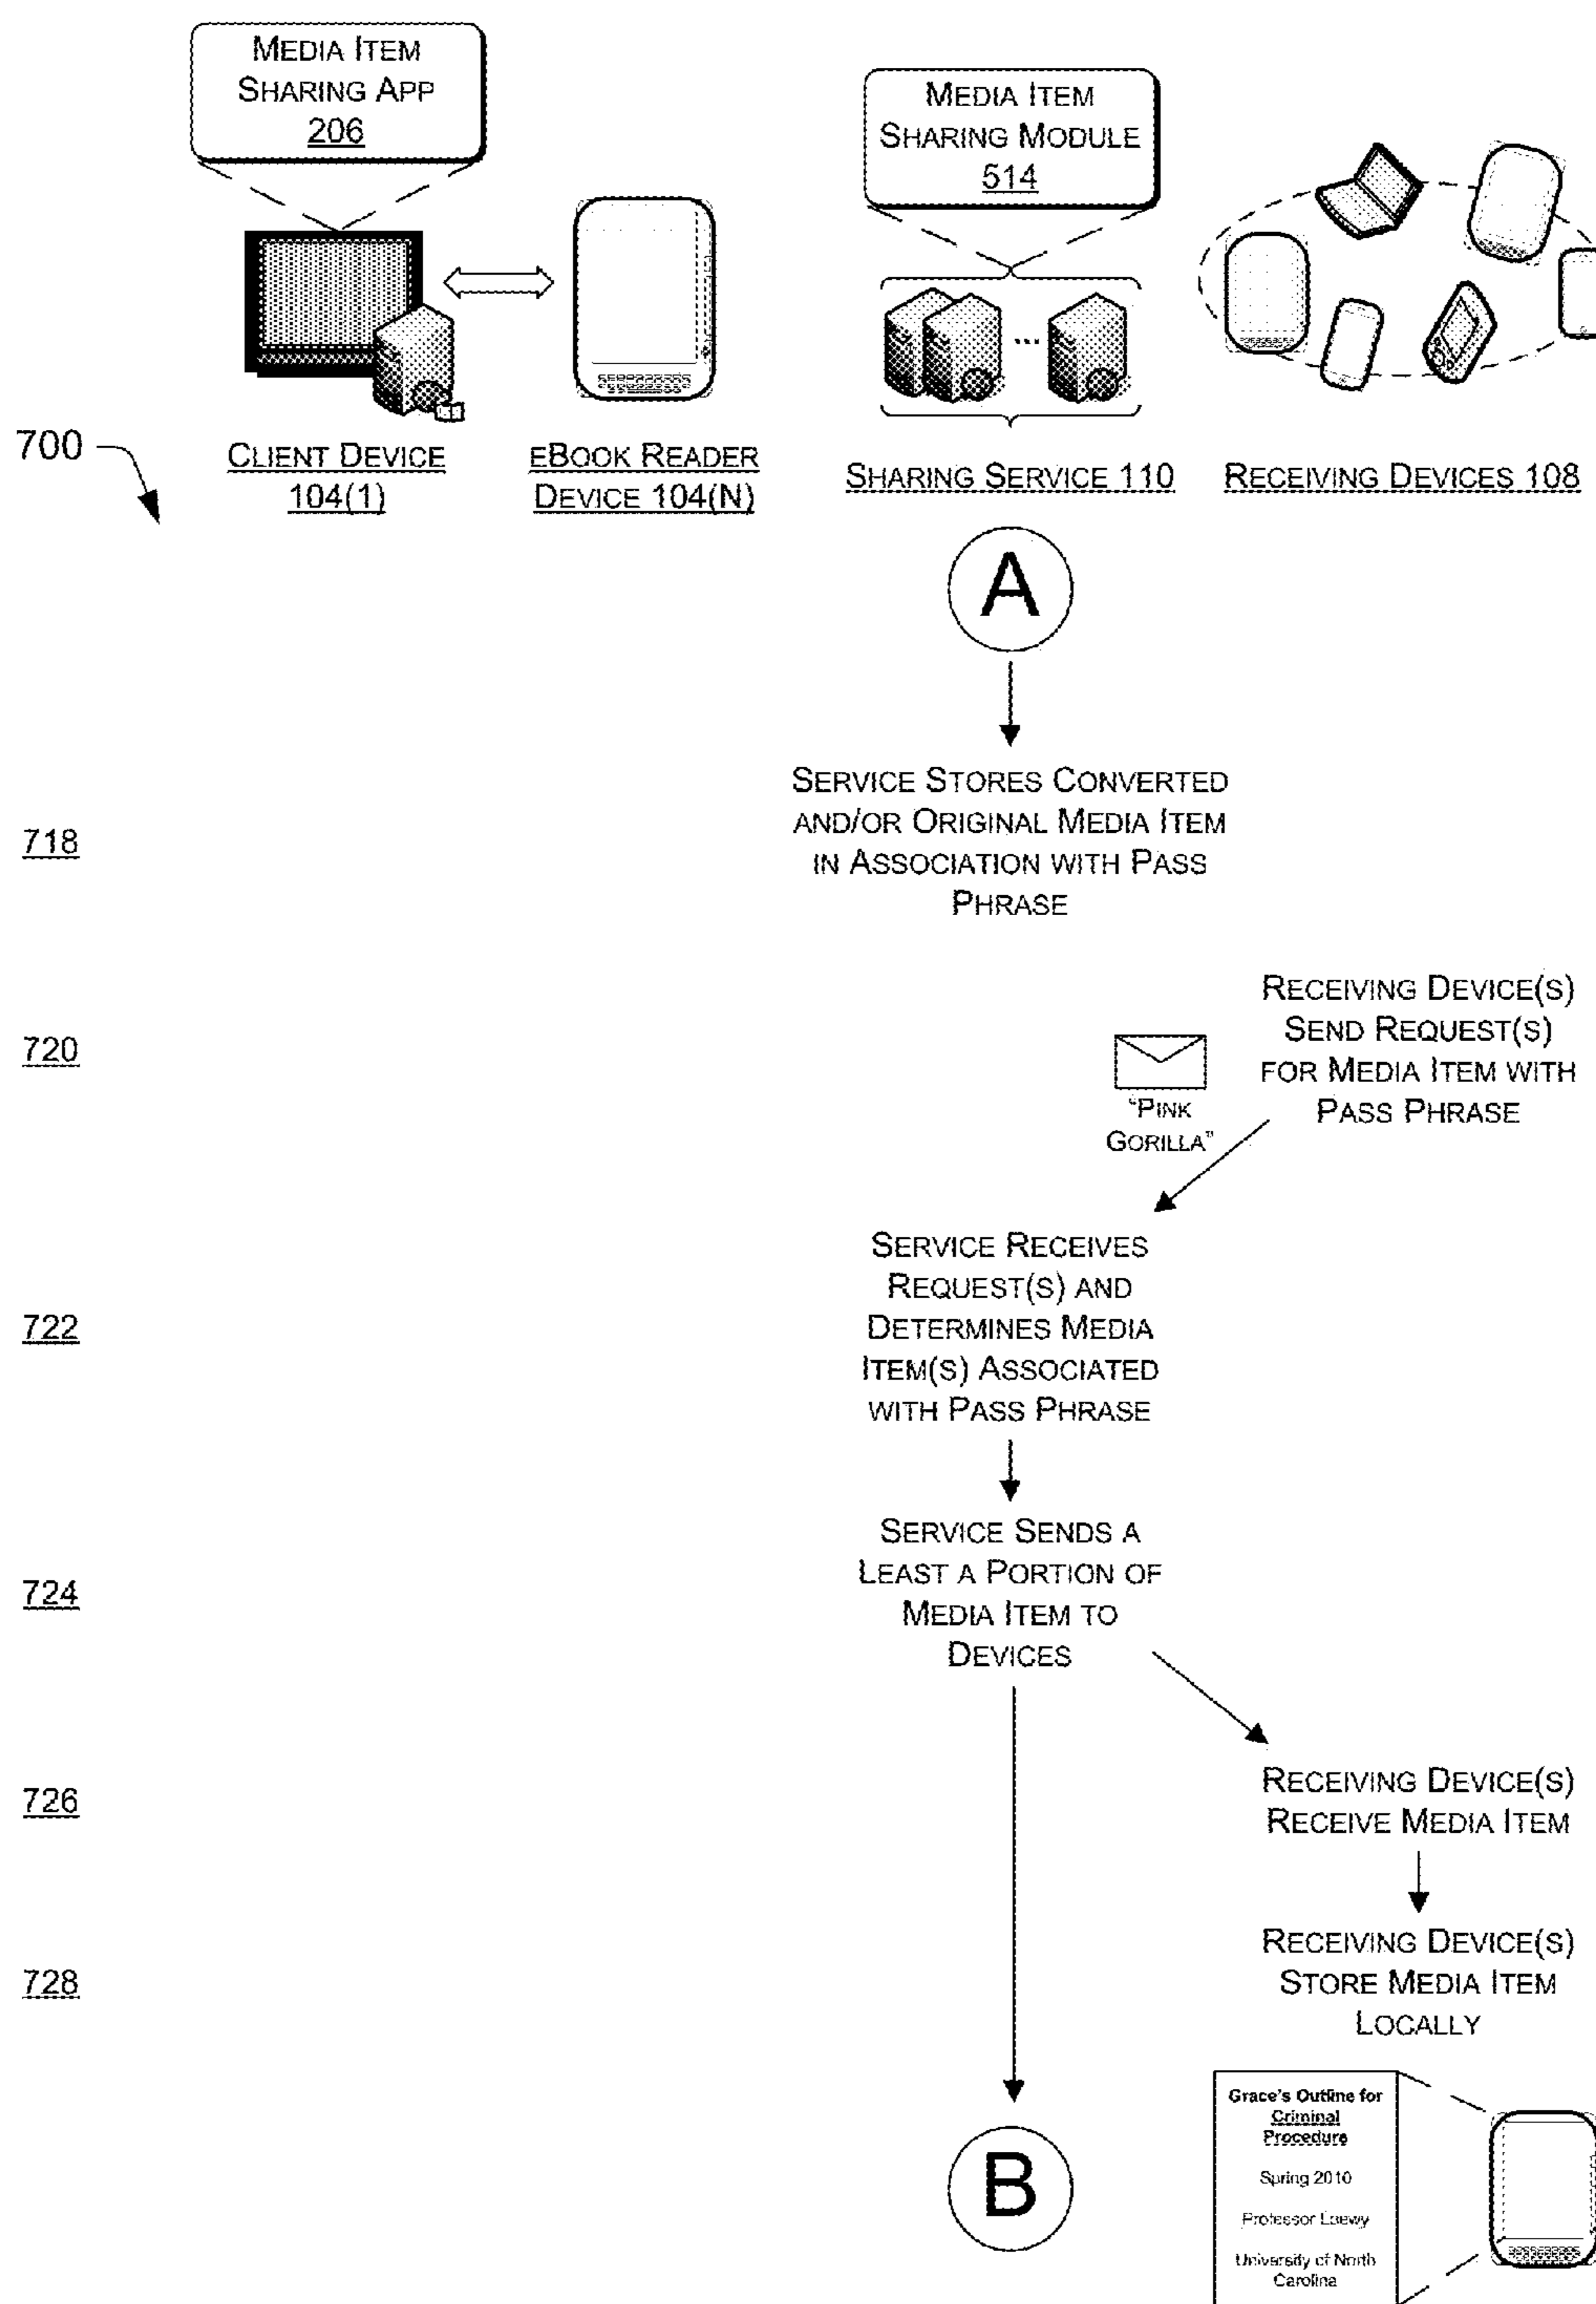 MEDIA ITEM
SHARING APP
206
MEDIA ITEM
SHARING MODULE
514
700
CLIENT DEVICE
104(1)
EBOOK READER
DEVICE 104(N)
SHARING SERVICE 110
RECEIVING DEVICES 108
A
718
SERVICE STORES CONVERTED
AND/OR ORIGINAL MEDIA ITEM
IN ASSOCIATION WITH PASS
PHRASE
720
RECEIVING DEVICE(S)
SEND REQUEST(S)
FOR MEDIA ITEM WITH
PASS PHRASE
"PINK
GORILLA"
722
SERVICE RECEIVES
REQUEST(S) AND
DETERMINES MEDIA
ITEM(S) ASSOCIATED
WITH PASS PHRASE
724
SERVICE SENDS A
LEAST A PORTION OF
MEDIA ITEM TO
DEVICES
726
RECEIVING DEVICE(S)
RECEIVE MEDIA ITEM
728
RECEIVING DEVICE(S)
STORE MEDIA ITEM
LOCALLY
B
Grace's Outline for
Criminal
Procedure
Spring 2010
Professor Loewy
University of North
Carolina